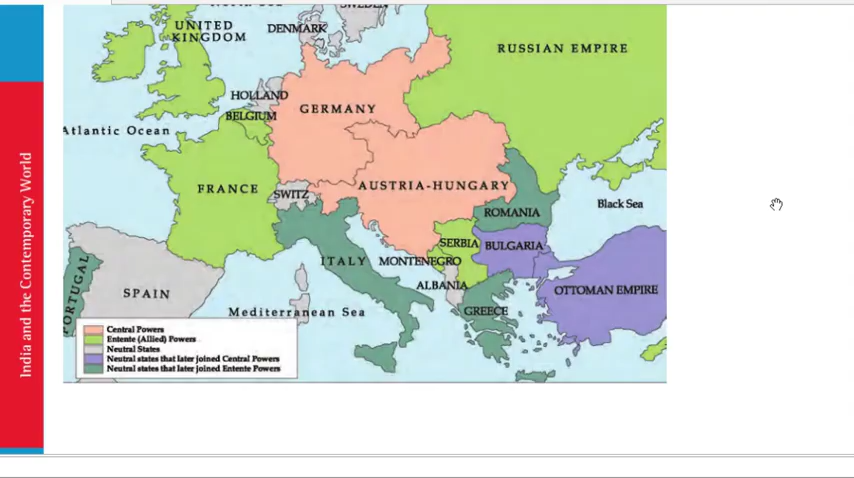 SWEDEN
UNITED
KINGDOM
DENMARK
RUSSIAN EMPIRE
HOLLAND
GERMANY
BELGIUM
Atlantic Ocean
FRANCE
SWITZ
AUSTRIA-HUNGARY
Black Sea
ROMANIA
SERBIA
BULGARIA
ITALY
MONTENEGRO
ALBANIA
OTTOMAN EMPIRE
PORTUGAL
SPAIN
Mediterranean Sea
GREECE
Central Powers
Entente (Allied) Powers
Neutral States
Neutral states that later joined Central Powers
Neutral states that later joined Entente Powers
India and the Contemporary World